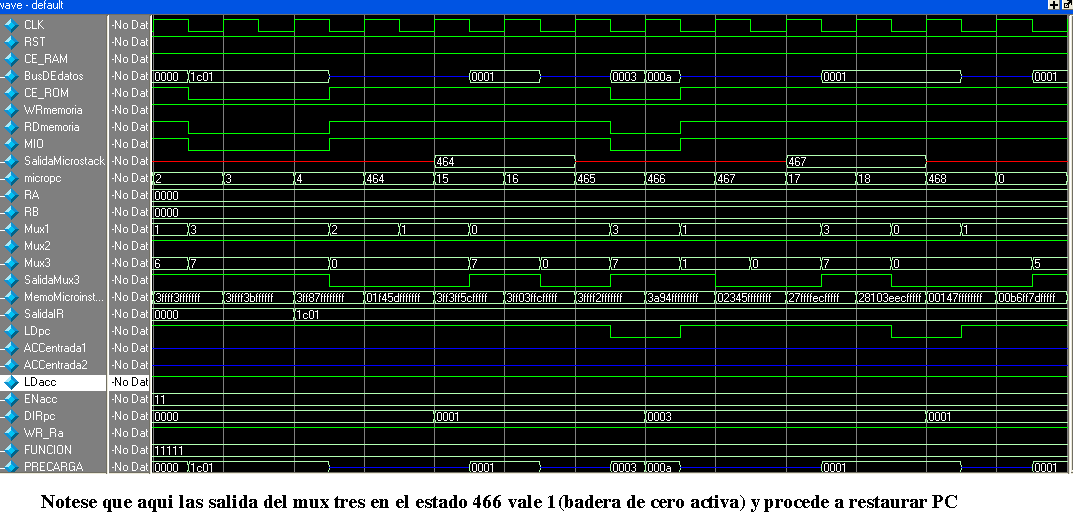 wave - default
CLK -No Dat
RST -No Dat
CE_RAM -No Dat
BusDEdatos -No Dat 0000 1c01 0001 0003 000a 0001 0001
CE_ROM -No Dat
WRmemoria -No Dat
RDmemoria -No Dat
MIO -No Dat
SalidaMicrostack -No Dat 464 467
micropc -No Dat 2 3 4 464 15 16 465 466 467 17 18 468 0
RA -No Dat 0000
RB -No Dat 0000
Mux1 -No Dat 1 3 2 1 0 3 1 3 0 1
Mux2 -No Dat
Mux3 -No Dat 6 7 0 7 0 7 1 0 7 0 5
SalidaMux3 -No Dat
MemoMicroinst... -No Dat 3ffff3fffffff 3ffff3bffffff 3ff87fffffff 01f45dffffff 3ff3ff5cfffff 3ff03ffcfffff 3ffff2fffffff 3a94ffffffff 02345fffffff 27ffffecfffff 28103eecfffff 00147fffffff 00b6ff7dfffff
SalidaIR -No Dat 0000 1c01
LDpc -No Dat
ACCentrada1 -No Dat
ACCentrada2 -No Dat
LDacc -No Dat
ENacc -No Dat 11
DIRpc -No Dat 0000 0001 0003 0001
WR_Ra -No Dat
FUNCION -No Dat 11111
PRECARGA -No Dat 0000 1c01 0001 0003 000a 0001 0001
Notese que aqui las salida del mux tres en el estado 466 vale 1(badera de cero activa) y procede a restaurar PC